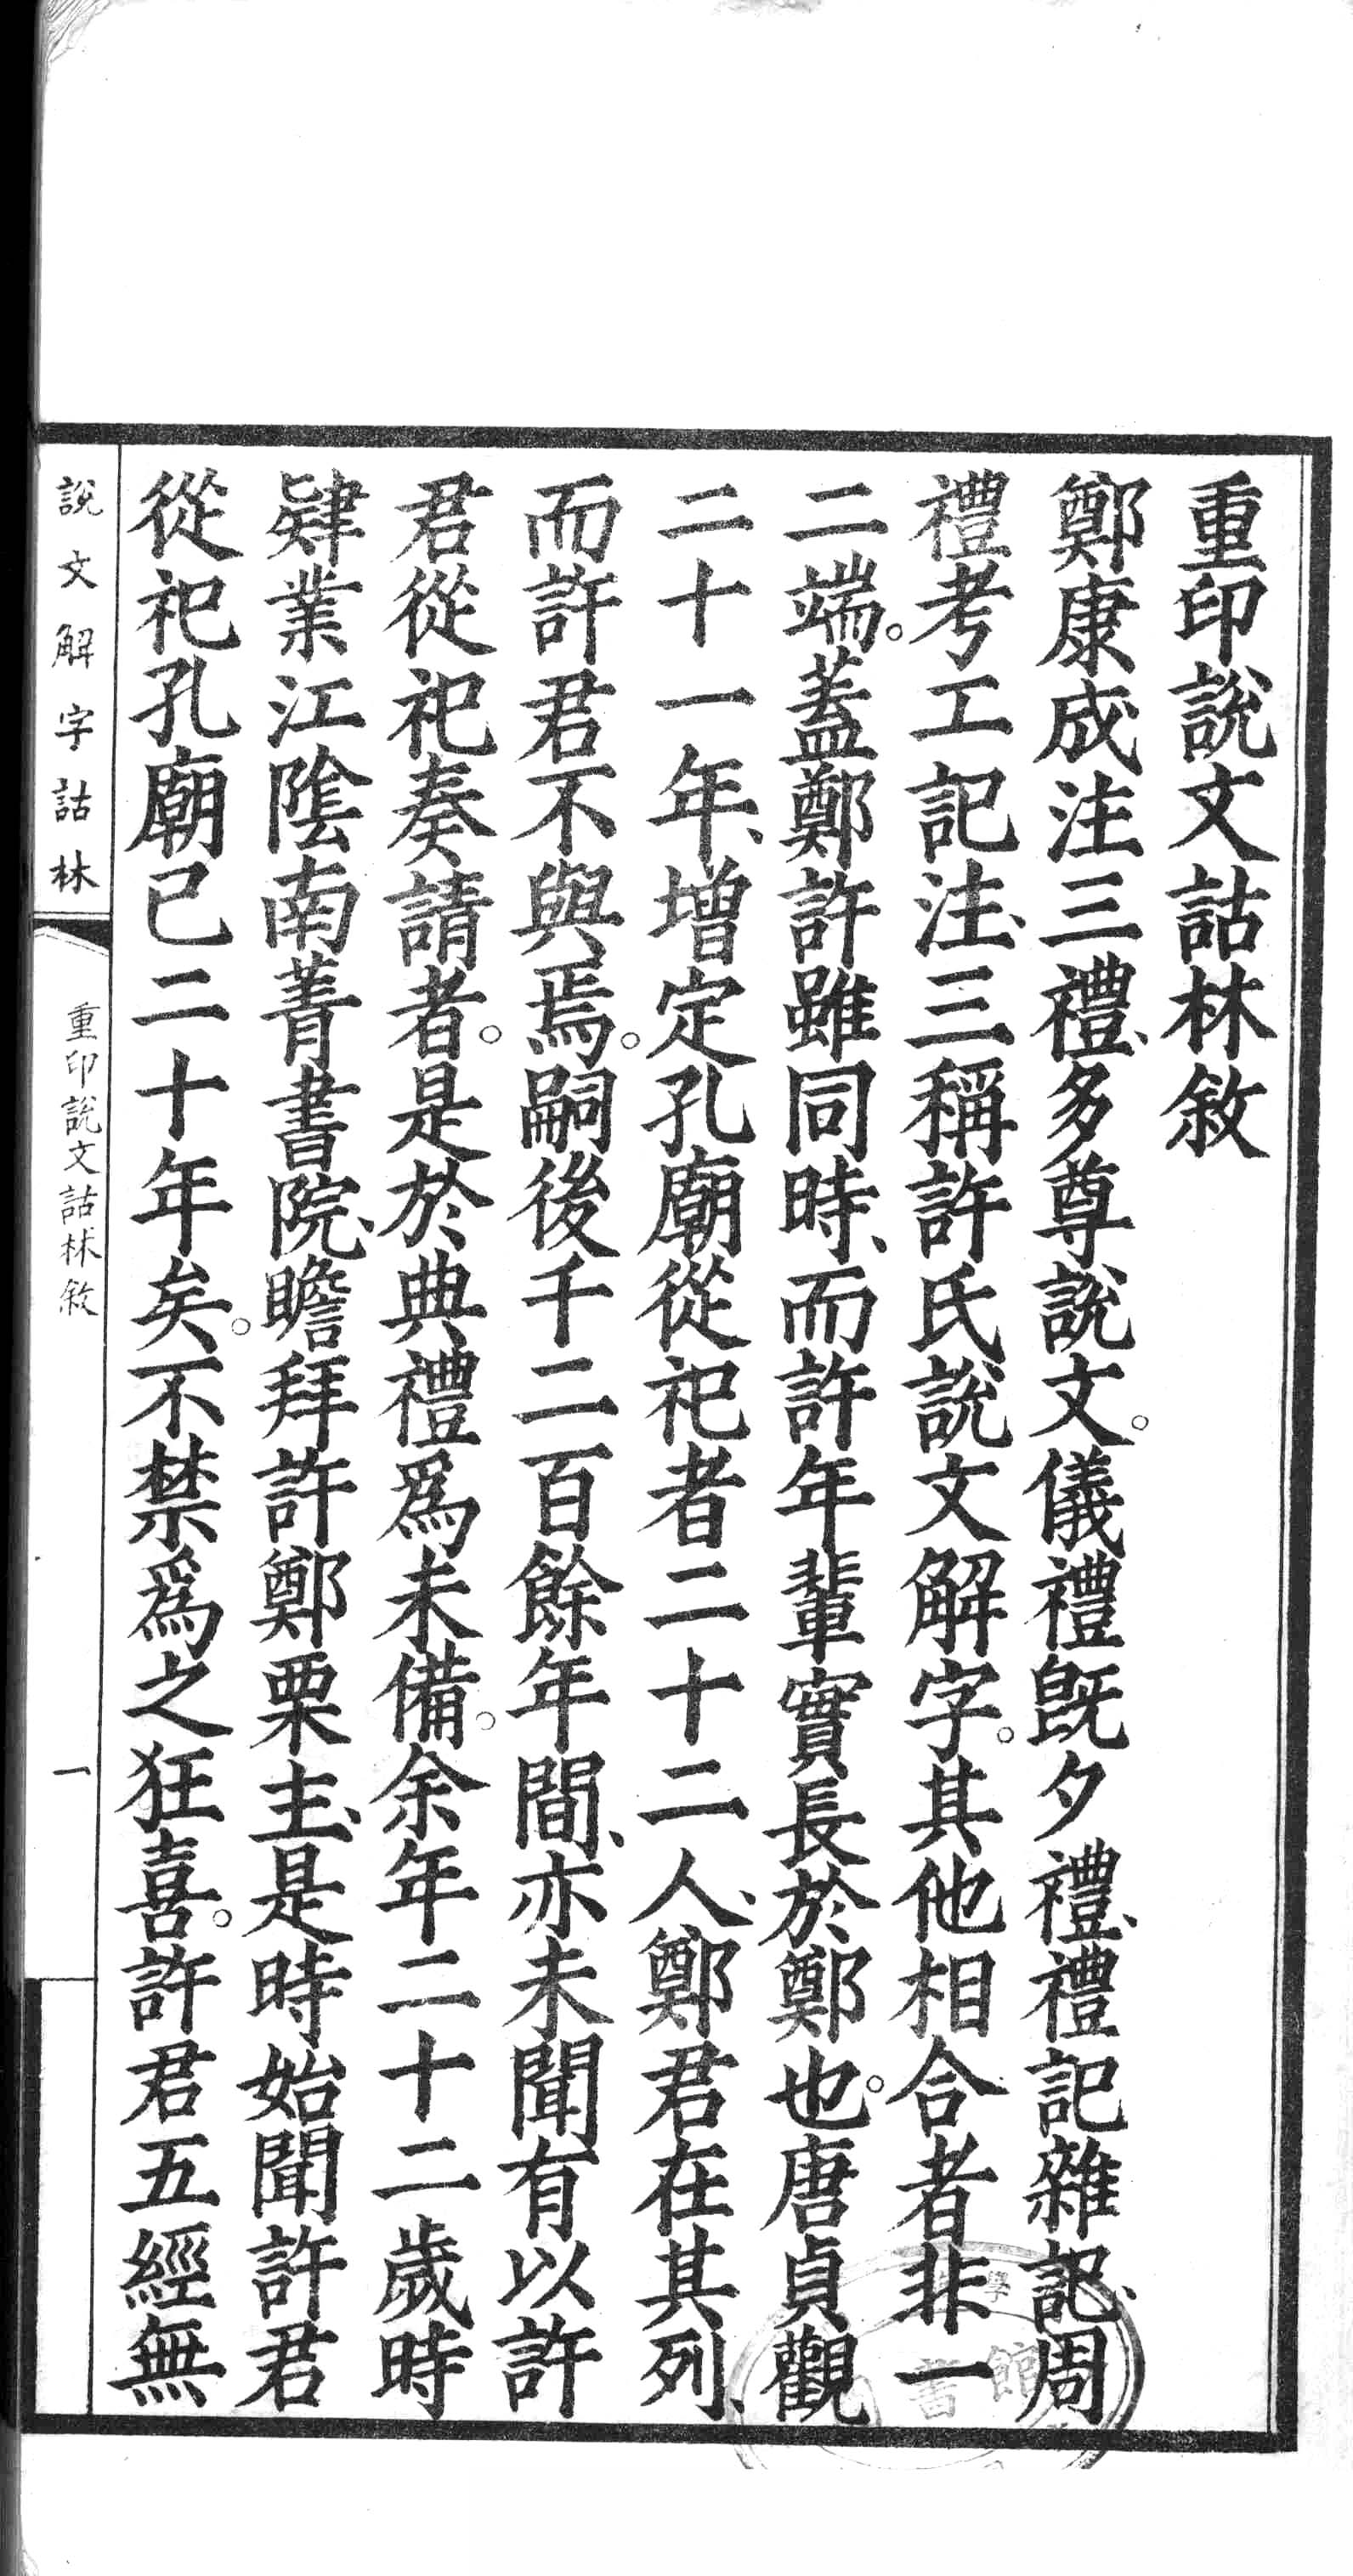 重印說文詁林敘
鄭康成注三禮、多尊說文。儀禮旣夕禮、禮記雜記、周
禮考工記注、三稱許氏說文解字。其他相合者非一
二端。蓋鄭許雖同時、而許年輩實長於鄭也。唐貞觀
二十一年、增定孔廟從祀者二十二人、鄭君在其列、
而許君不與焉。嗣後千二百餘年間、亦未聞有以許
君從祀奏請者。是於典禮爲未備。余年二十二歲時
肄業江陰南菁書院、瞻拜許鄭栗主、是時始聞許君
從祀孔廟已二十年矣。不禁爲之狂喜。許君五經無
說文解字詁林
重印說文詁林敘
一
書館